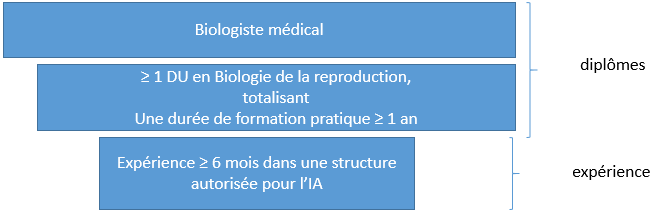 Biologiste médical
≥ 1 DU en Biologie de la reproduction,
totalisant
Une durée de formation pratique ≥ 1 an
diplômes
Expérience ≥ 6 mois dans une structure
autorisée pour l’IA
expérience